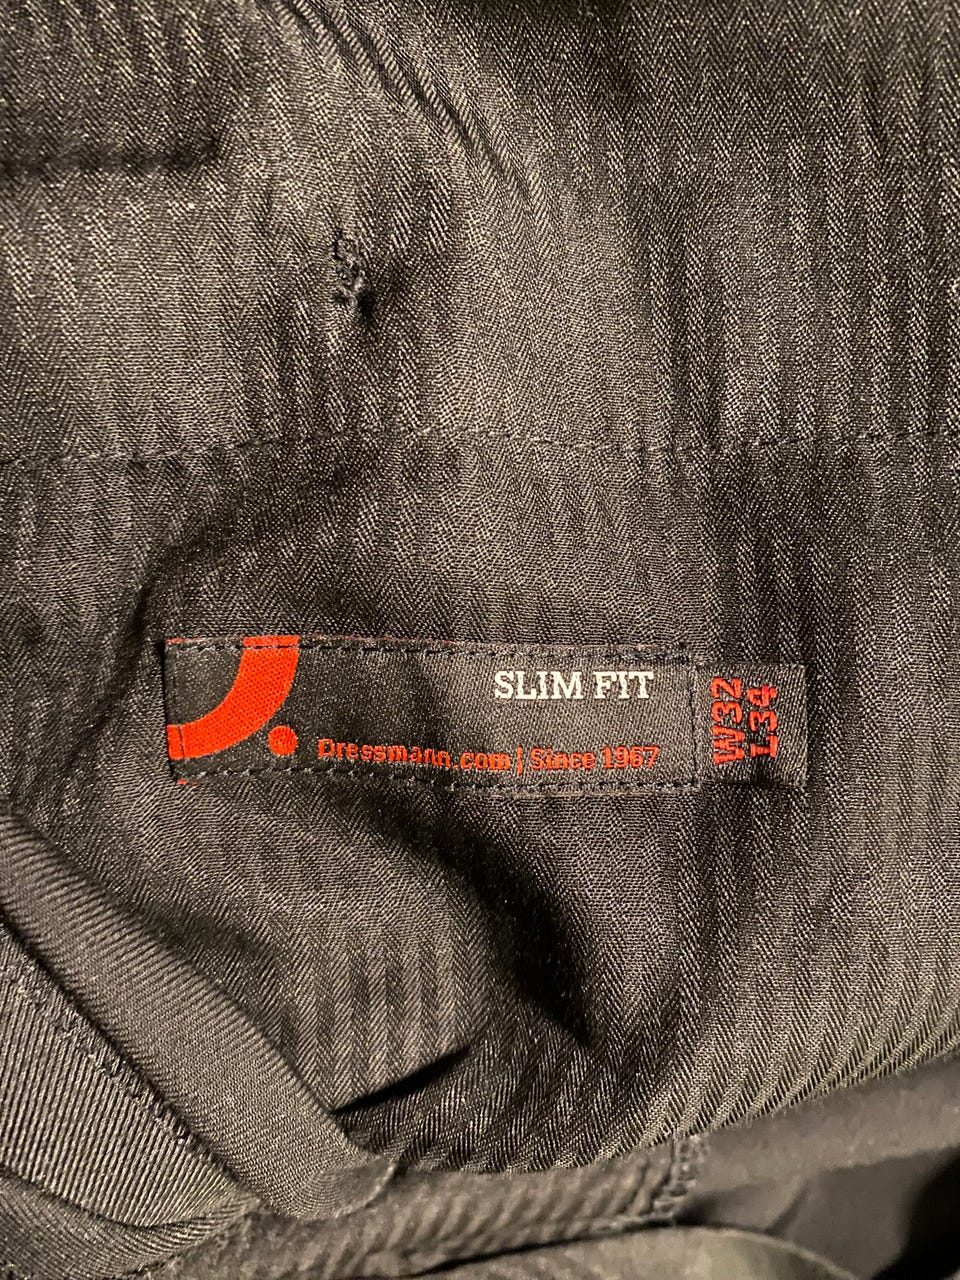 SLIM FIT
Dressmann.com | Since 1967
W32
L34